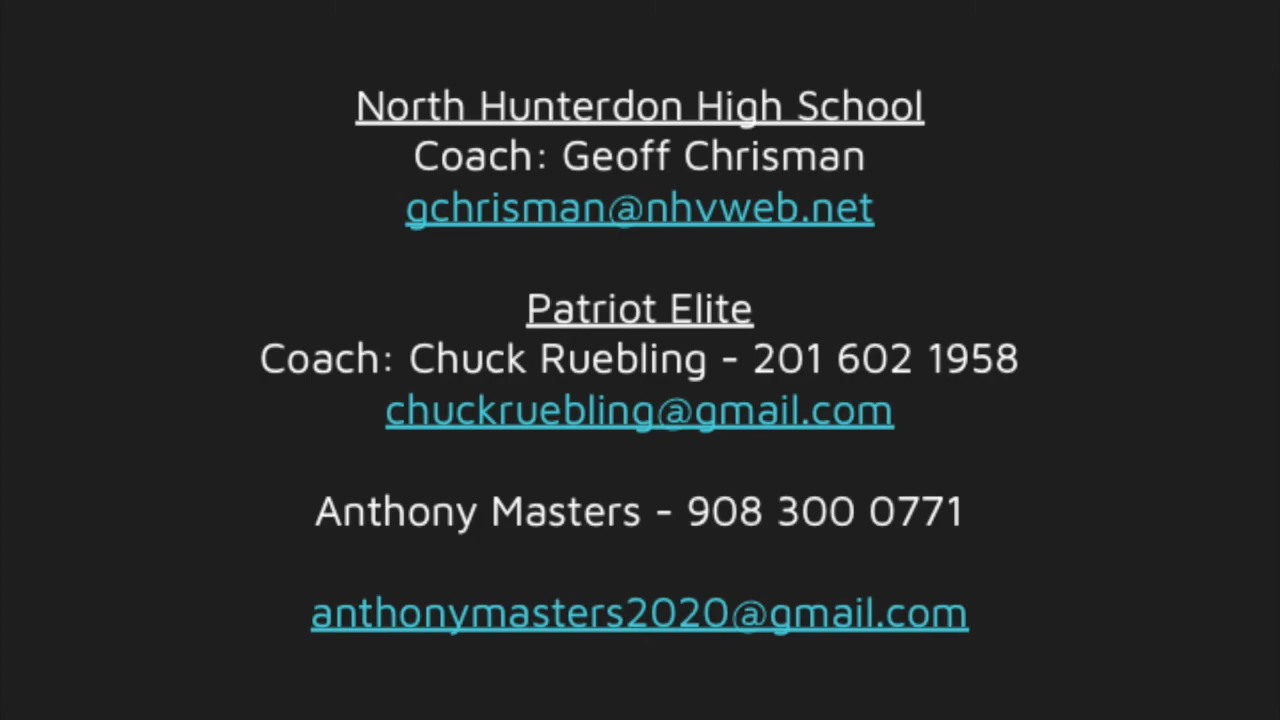 North Hunterdon High School
Coach: Geoff Chrisman
gchrisman@nhvweb.net
Patriot Elite
Coach: Chuck Ruebling - 201 602 1958
chuckruebling@gmail.com
Anthony Masters - 908 300 0771
anthonymasters2020@gmail.com